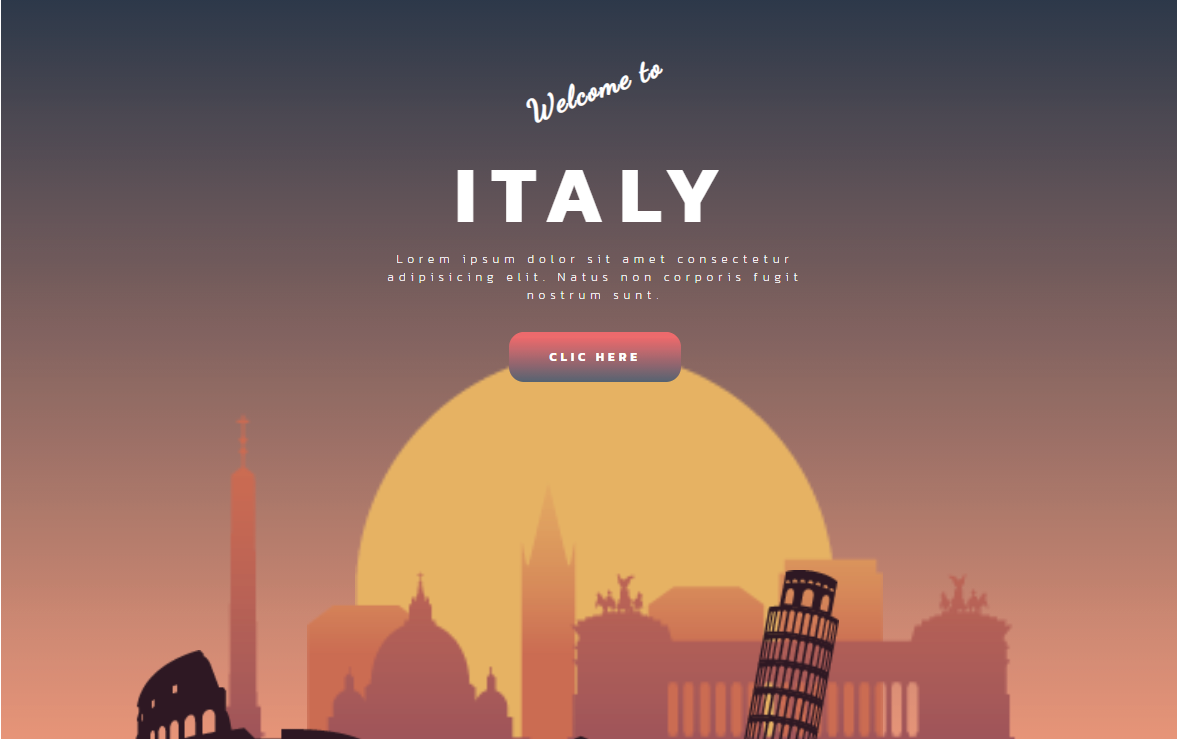 Welcome to
ITALY
Lorem ipsum dolor sit amet consectetur
adipisicing elit. Natus non corporis fugit
nostrum sunt.
CLIC HERE